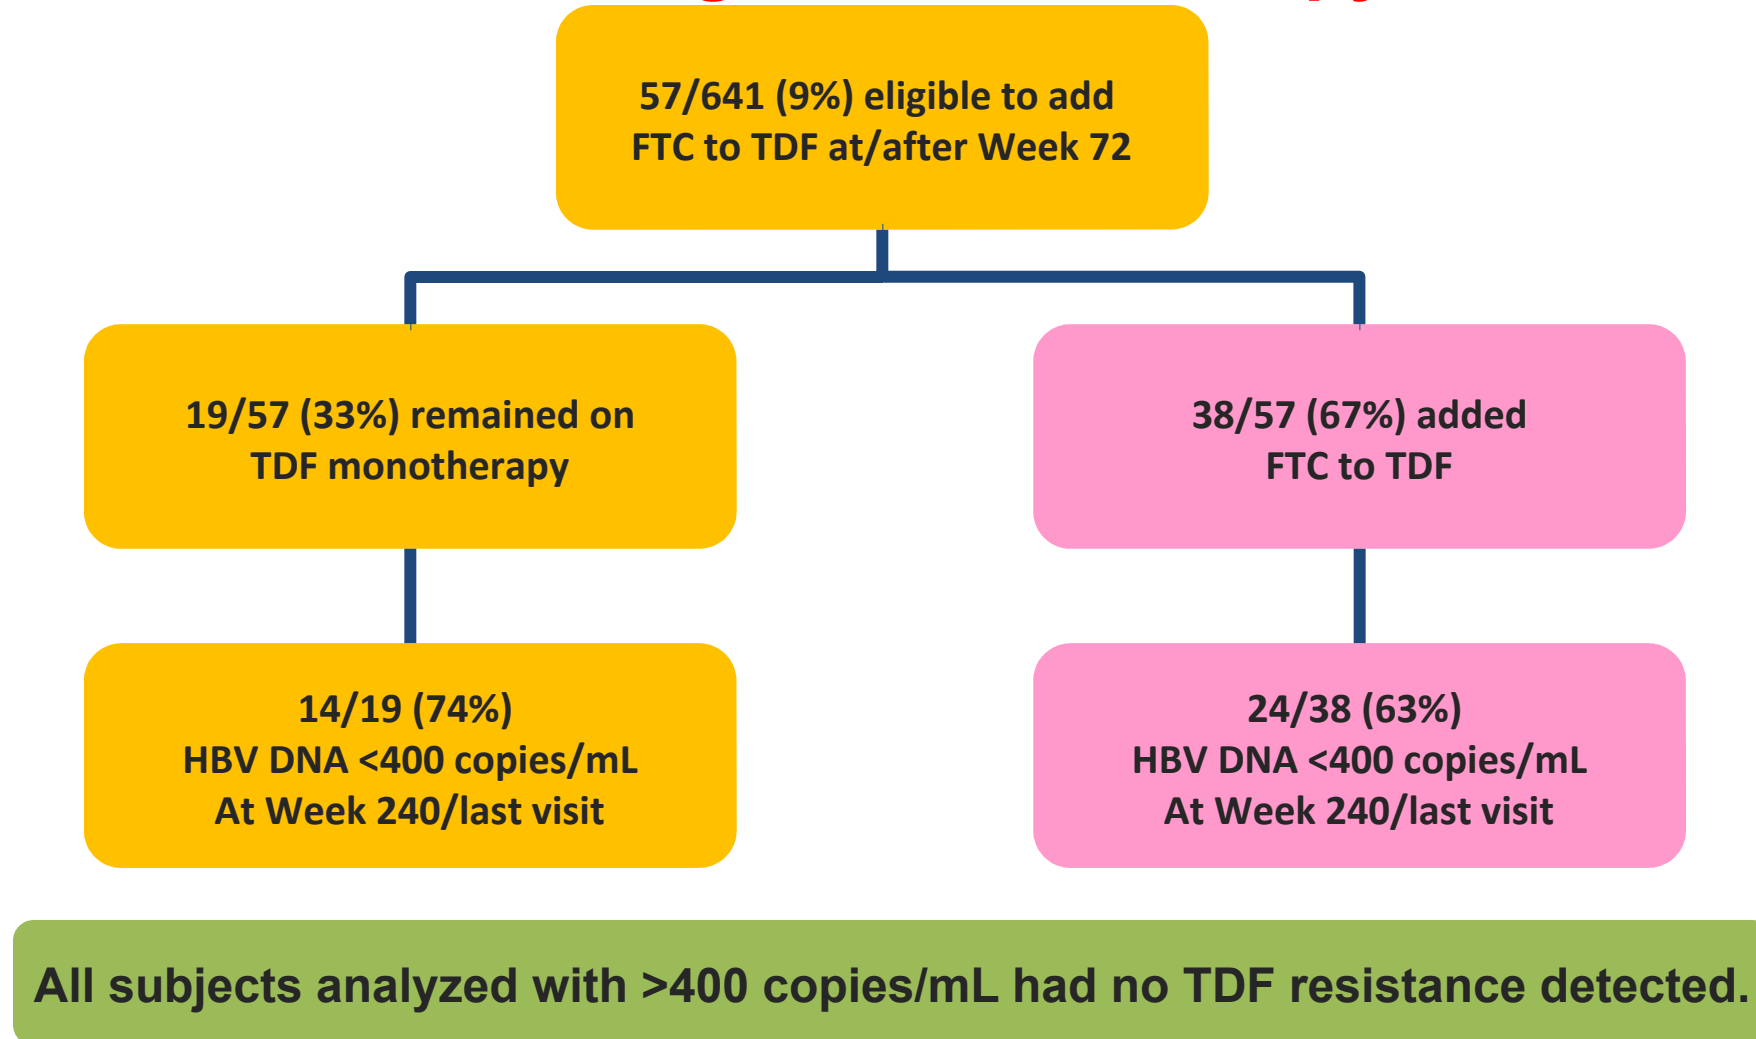 57/641 (9%) eligible to add
FTC to TDF at/after Week 72
19/57 (33%) remained on
TDF monotherapy
38/57 (67%) added
FTC to TDF
14/19 (74%)
HBV DNA <400 copies/mL
At Week 240/last visit
24/38 (63%)
HBV DNA <400 copies/mL
At Week 240/last visit
All subjects analyzed with >400 copies/mL had no TDF resistance detected.